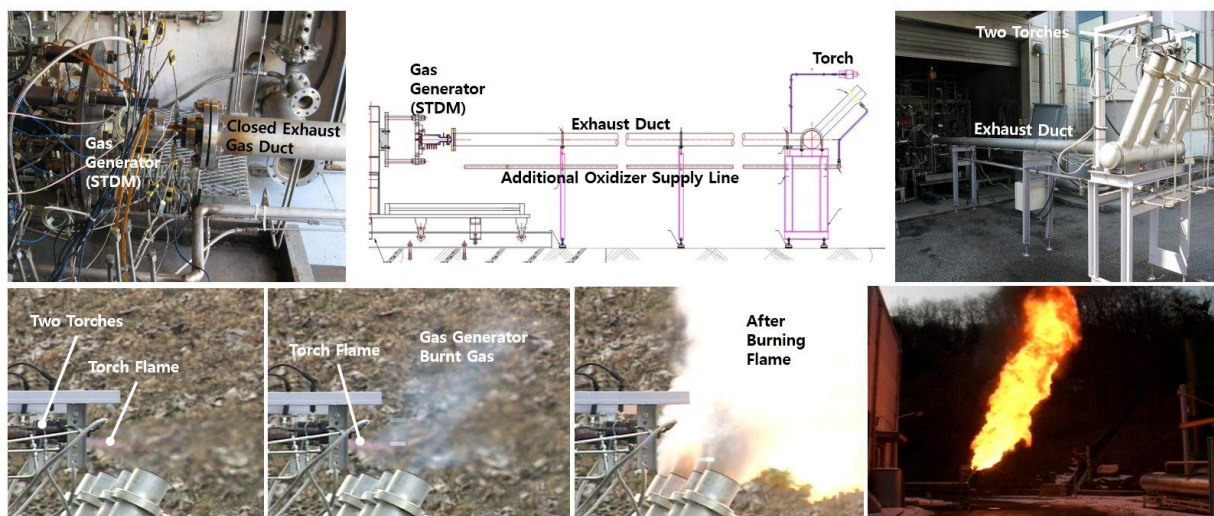 Gas
Generator
(STDM)
Closed Exhaust
Gas Duct
Gas
Generator
(STDM)
Exhaust Duct
Additional Oxidizer Supply Line
Torch
Two Torches
Exhaust Duct
Two Torches
Torch Flame
Torch Flame
Gas Generator
Burnt Gas
After
Burning
Flame